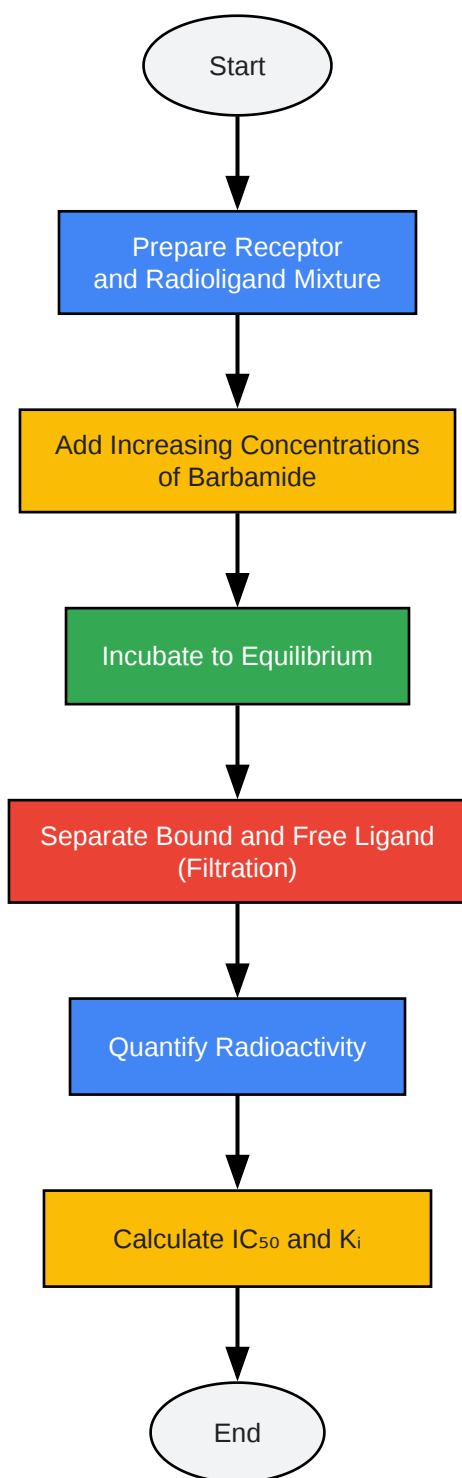 Start
Prepare Receptor
and Radioligand Mixture
Add Increasing Concentrations
of Barbamide
Incubate to Equilibrium
Separate Bound and Free Ligand
(Filtration)
Quantify Radioactivity
Calculate IC₅₀ and Kᵢ
End